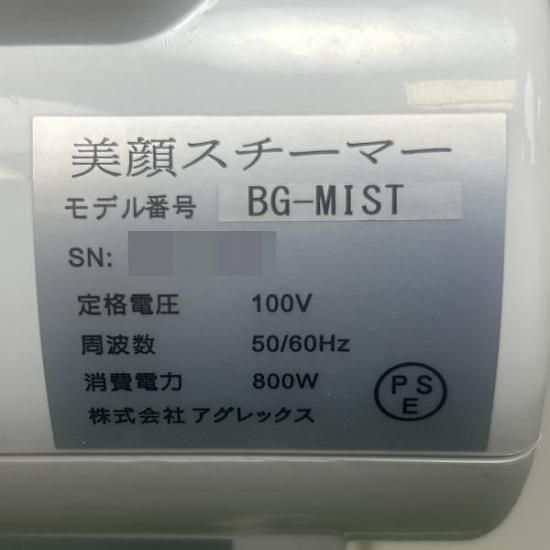 美顔スチーマー
モデル番号 BG-MIST
SN:
定格電圧 100V
周波数 50/60Hz
消費電力 800W
株式会社 アグレックス
PSE